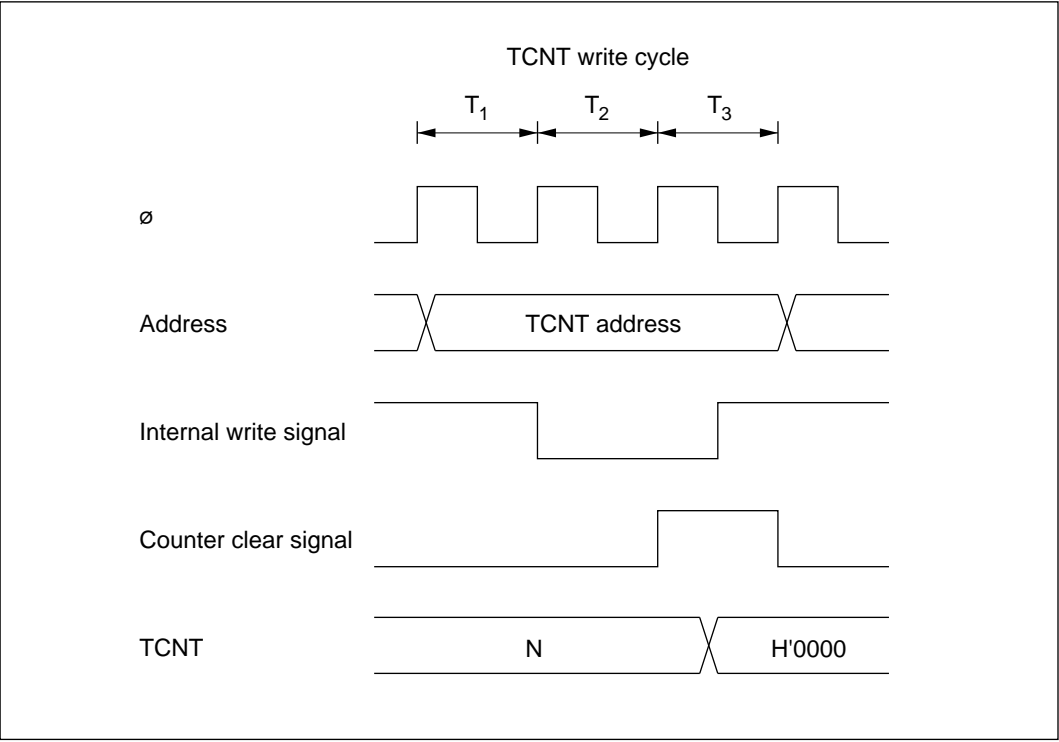 TCNT write cycle
T1 T2 T3
ø
Address TCNT address
Internal write signal
Counter clear signal
TCNT N H'0000